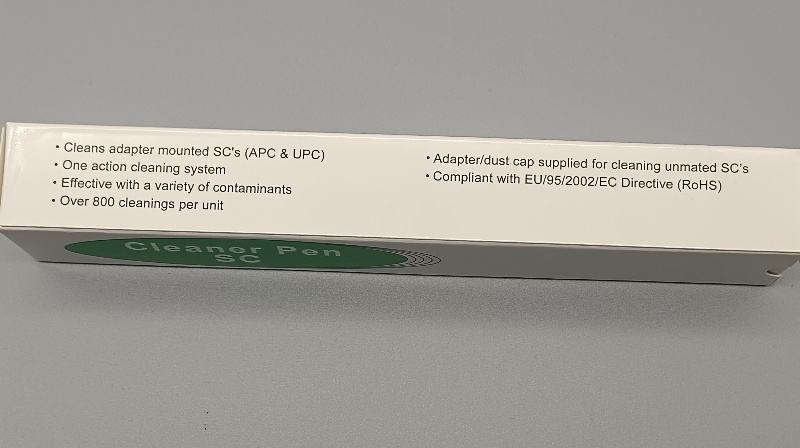 • Cleans adapter mounted SC's (APC & UPC)
• One action cleaning system
• Effective with a variety of contaminants
• Over 800 cleanings per unit
• Adapter/dust cap supplied for cleaning unmated SC's
• Compliant with EU/95/2002/EC Directive (RoHS)
Cleaner Pen
SC